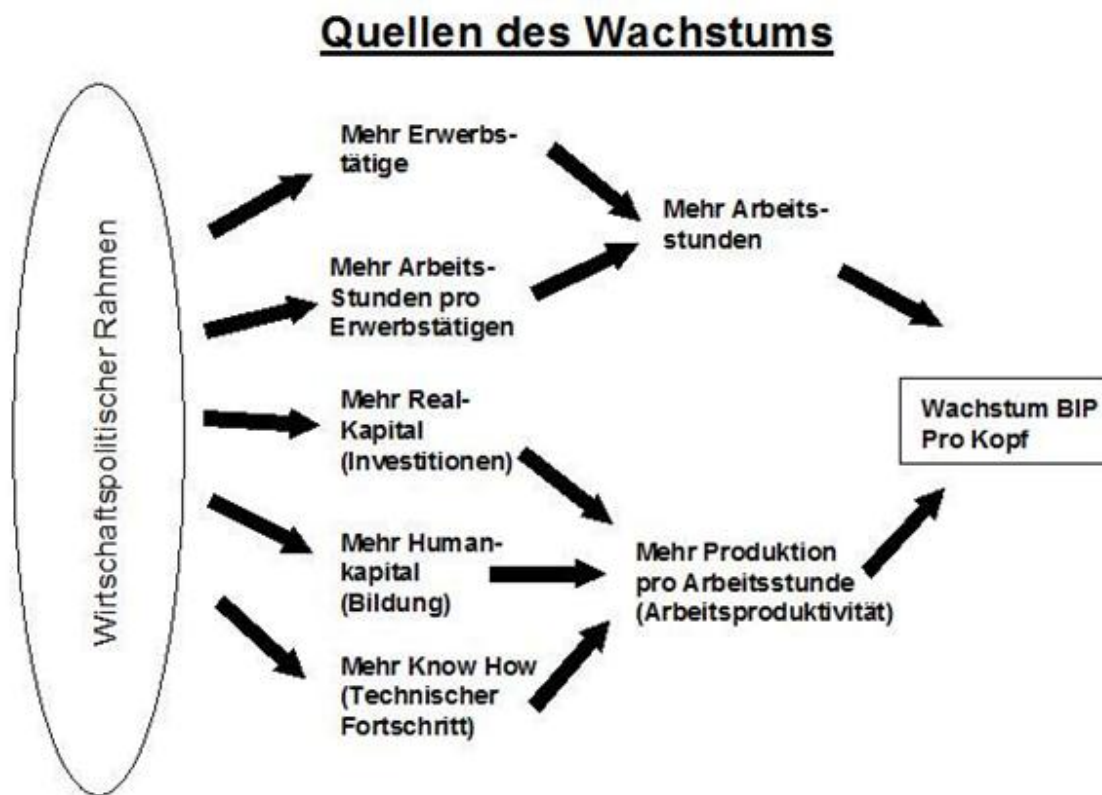 Quellen des Wachstums
Wirtschaftspolitischer Rahmen
Mehr Erwerbs-
tätige
Mehr Arbeits-
Stunden pro
Erwerbstätigen
Mehr Real-
Kapital
(Investitionen)
Mehr Human-
kapital
(Bildung)
Mehr Know How
(Technischer
Fortschritt)
Mehr Arbeits-
stunden
Mehr Produktion
pro Arbeitsstunde
(Arbeitsproduktivität)
Wachstum BIP
Pro Kopf